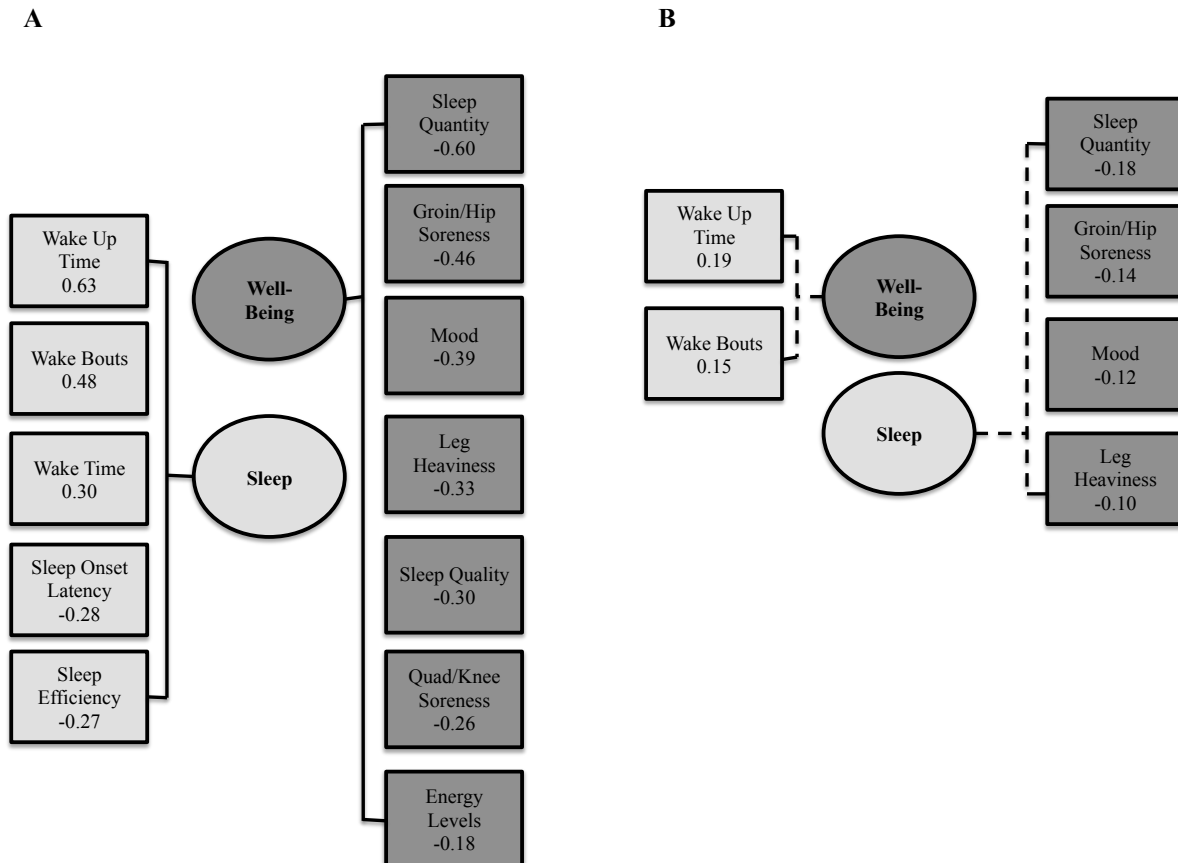 A
Wake Up
Time
0.63
Wake Bouts
0.48
Wake Time
0.30
Sleep Onset
Latency
-0.28
Sleep
Efficiency
-0.27
Well-
Being
Sleep
Sleep
Quantity
-0.60
Groin/Hip
Soreness
-0.46
Mood
-0.39
Leg
Heaviness
-0.33
Sleep Quality
-0.30
Quad/Knee
Soreness
-0.26
Energy
Levels
-0.18
B
Wake Up
Time
0.19
Wake Bouts
0.15
Well-
Being
Sleep
Sleep
Quantity
-0.18
Groin/Hip
Soreness
-0.14
Mood
-0.12
Leg
Heaviness
-0.10